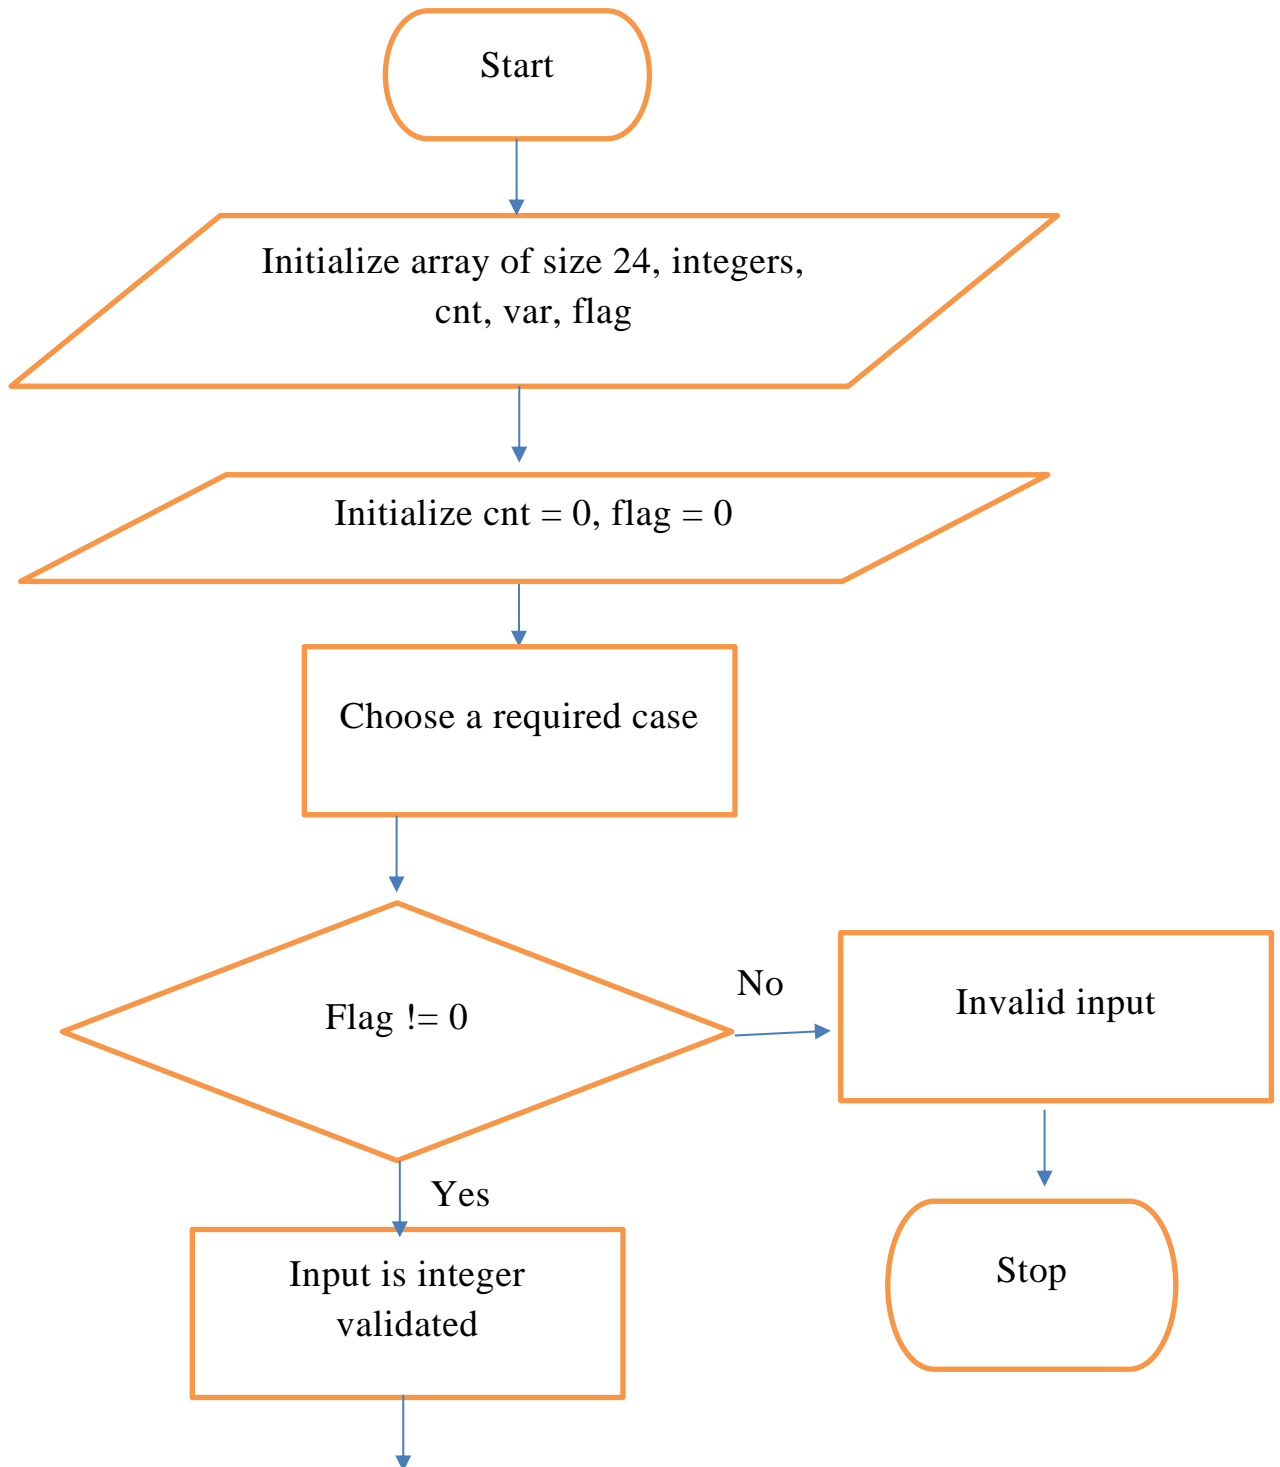 Start
Initialize array of size 24, integers,
cnt, var, flag
Initialize cnt = 0, flag = 0
Choose a required case
Flag != 0
No
Invalid input
Yes
Input is integer
validated
Stop